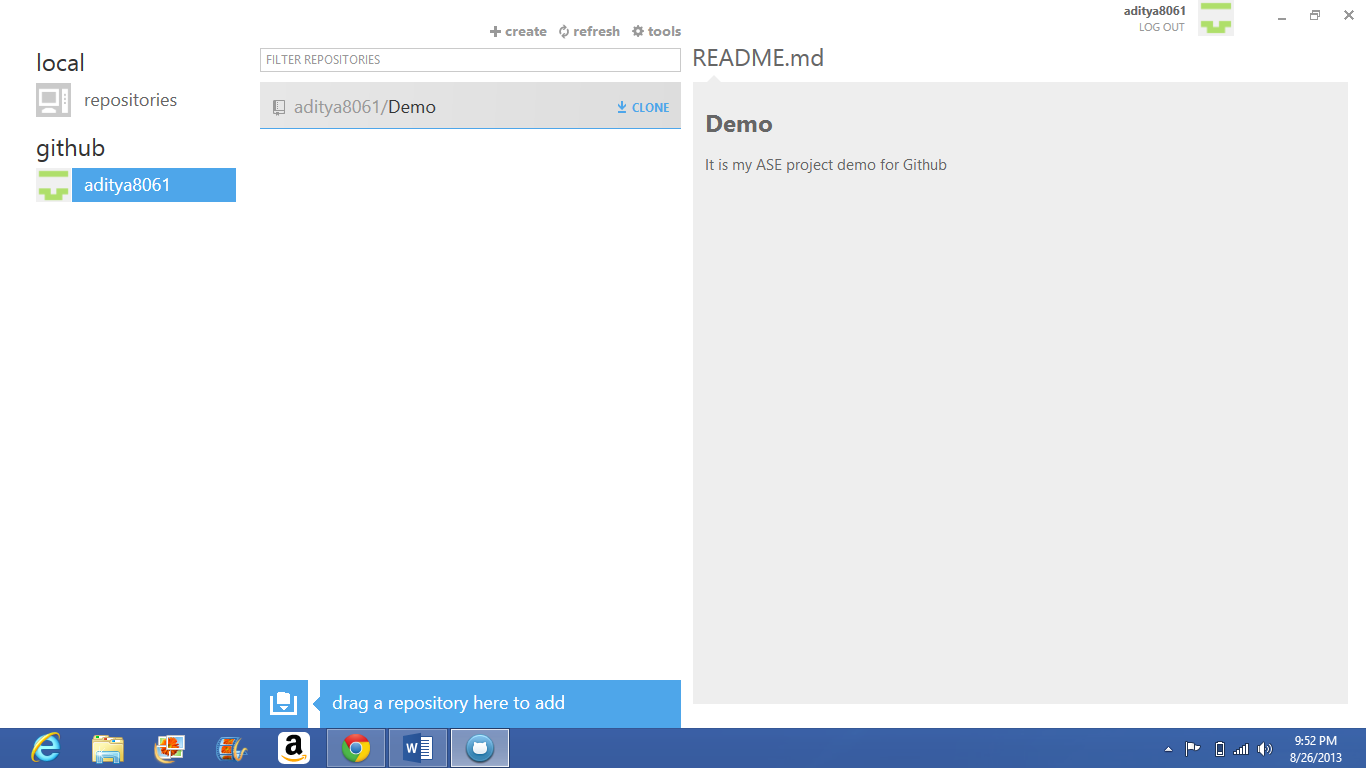 aditya8061
LOG OUT
create refresh tools
local
repositories
github
aditya8061
FILTER REPOSITORIES
aditya8061/Demo CLONE
README.md
Demo
It is my ASE project demo for Github
drag a repository here to add
9:52 PM
8/26/2013